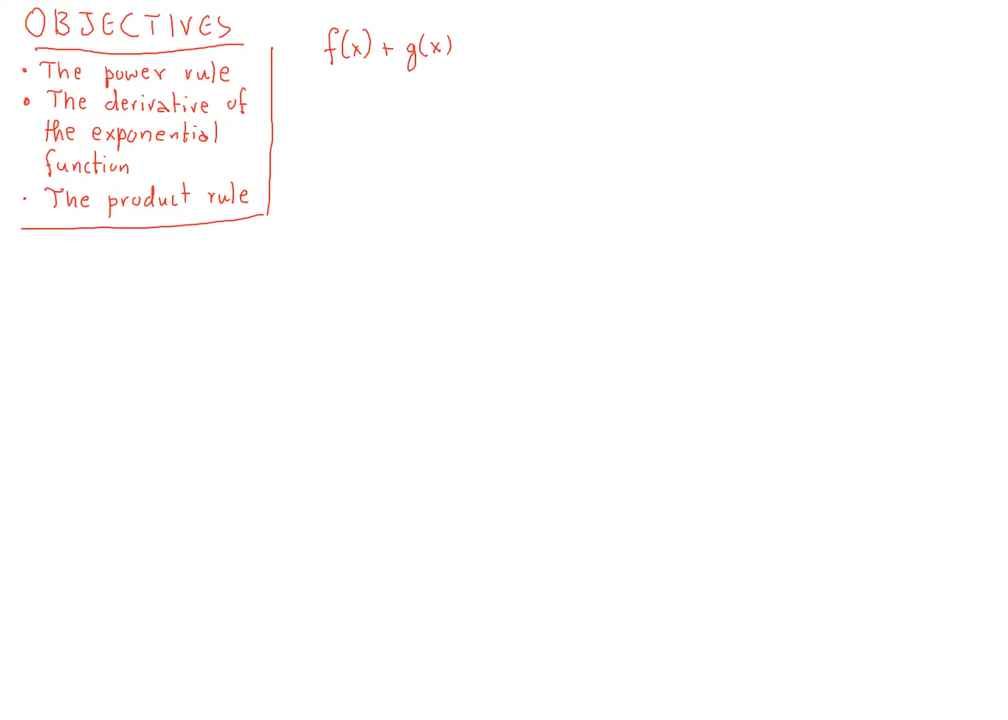 OBJECTIVES
• The power rule
• The derivative of
the exponential
function
• The product rule
f(x) + g(x)